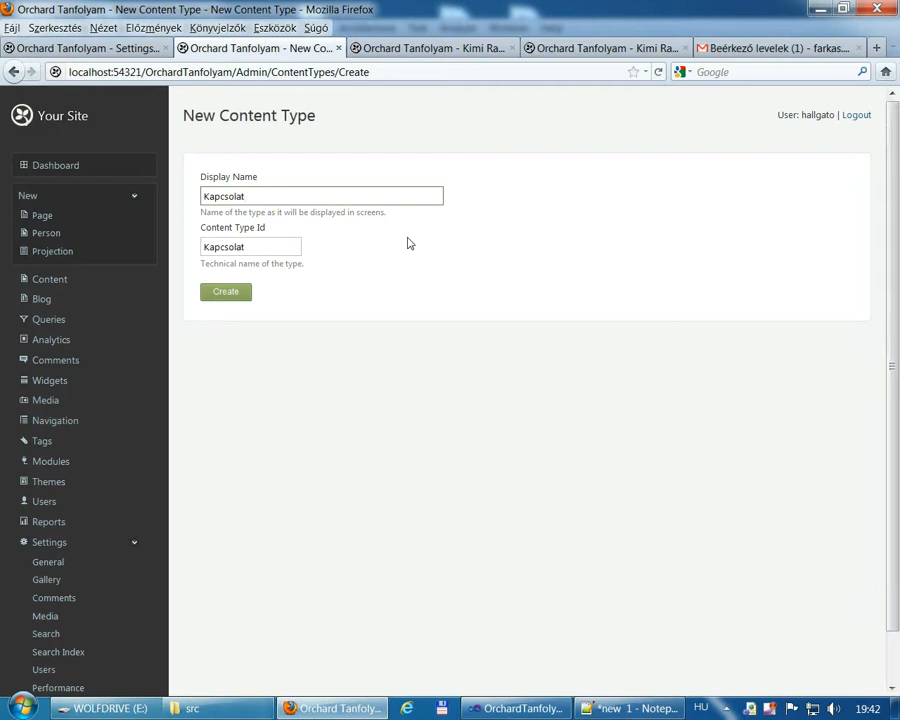 Orchard Tanfolyam - New Content Type - New Content Type - Mozilla Firefox
Fájl Szerkesztés Nézet Előzmények Könyvjelzők Eszközök Súgó
Orchard Tanfolyam - Settings... Orchard Tanfolyam - New Co... Orchard Tanfolyam - Kimi Ra... Orchard Tanfolyam - Kimi Ra... Beérkező levelek (1) - farkas...
localhost:54321/OrchardTanfolyam/Admin/ContentTypes/Create
Google
Your Site
New Content Type
User: hallgato | Logout
Dashboard
New
Page
Person
Projection
Content
Blog
Queries
Analytics
Comments
Widgets
Media
Navigation
Tags
Modules
Themes
Users
Reports
Settings
General
Gallery
Comments
Media
Search
Search Index
Users
Performance
Display Name
Kapcsolat
Name of the type as it will be displayed in screens.
Content Type Id
Kapcsolat
Technical name of the type.
Create
WOLFDRIVE (E:)
src
Orchard Tanfolyam...
OrchardTanfolya...
*new 1 - Notep...
HU
19:42